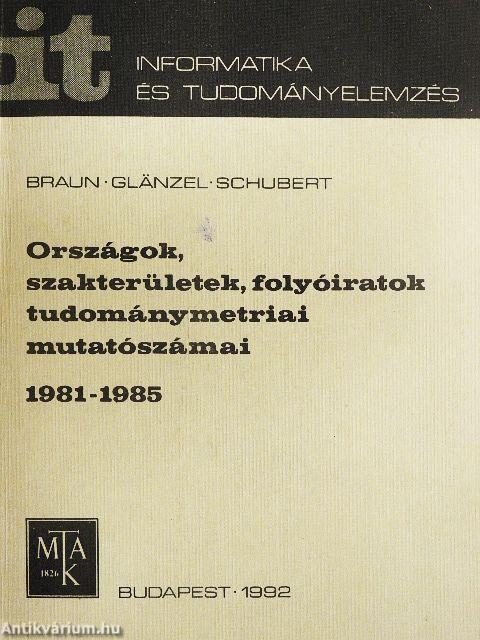 it
INFORMATIKA
ÉS TUDOMÁNYELEMZÉS
BRAUN · GLÄNZEL · SCHUBERT
Országok,
szakterületek, folyóiratok
tudománymetriai
mutatószámai
1981-1985
MTA
1826 K
BUDAPEST · 1992
Antikvárium.hu